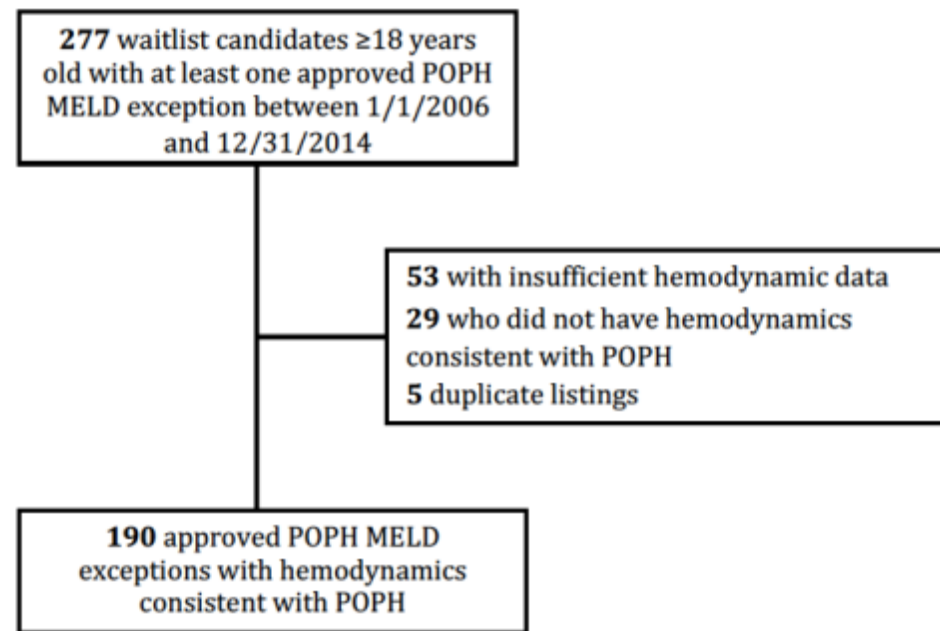 277 waitlist candidates ≥18 years
old with at least one approved POPH
MELD exception between 1/1/2006
and 12/31/2014
53 with insufficient hemodynamic data
29 who did not have hemodynamics
consistent with POPH
5 duplicate listings
190 approved POPH MELD
exceptions with hemodynamics
consistent with POPH